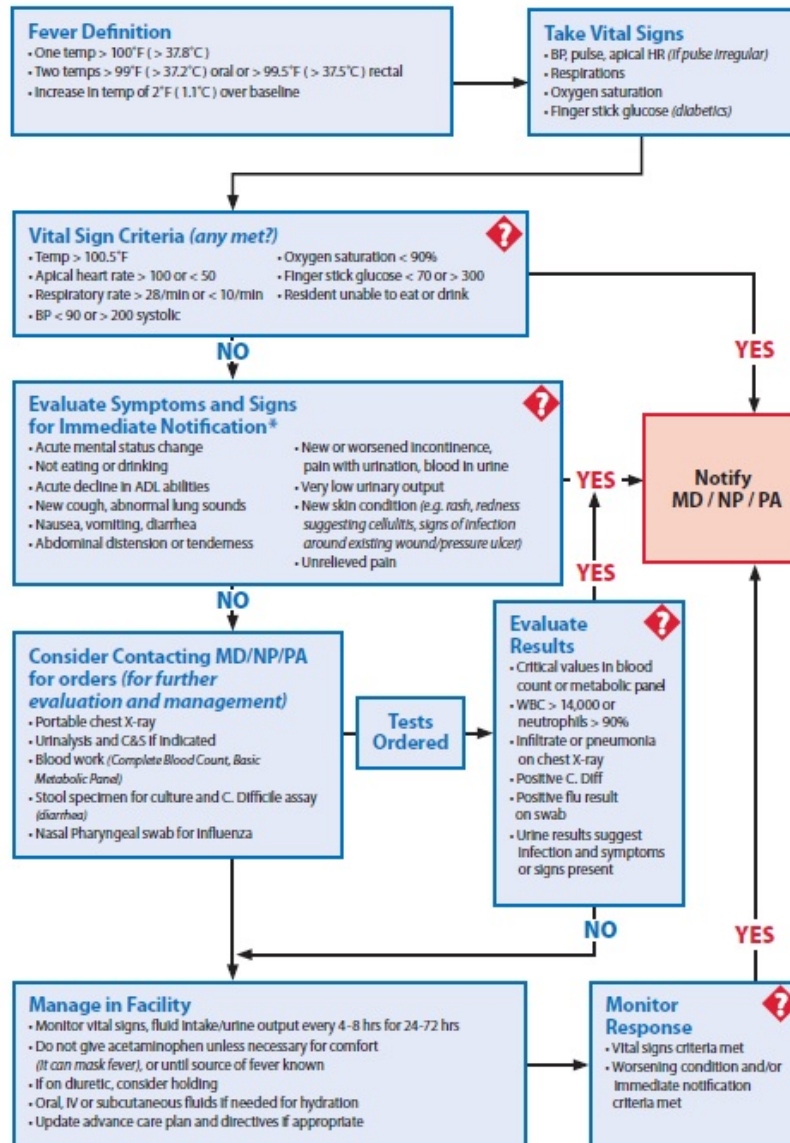 Fever Definition
• One temp > 100°F ( > 37.8°C )
• Two temps > 99°F ( > 37.2°C ) oral or > 99.5°F ( > 37.5°C ) rectal
• Increase in temp of 2°F ( 1.1°C ) over baseline
Take Vital Signs
• BP, pulse, apical HR (if pulse irregular)
• Respirations
• Oxygen saturation
• Finger stick glucose (diabetics)
Vital Sign Criteria (any met?)
?
• Temp > 100.5°F
• Apical heart rate > 100 or < 50
• Respiratory rate > 28/min or < 10/min
• BP < 90 or > 200 systolic
• Oxygen saturation < 90%
• Finger stick glucose < 70 or > 300
• Resident unable to eat or drink
NO
YES
Evaluate Symptoms and Signs
for Immediate Notification*
?
• Acute mental status change
• Not eating or drinking
• Acute decline in ADL abilities
• New cough, abnormal lung sounds
• Nausea, vomiting, diarrhea
• Abdominal distension or tenderness
• New or worsened incontinence,
pain with urination, blood in urine
• Very low urinary output
• New skin condition (e.g. rash, redness
suggesting cellulitis, signs of infection
around existing wound/pressure ulcer)
• Unrelieved pain
YES
Notify
MD / NP / PA
NO
YES
Consider Contacting MD/NP/PA
for orders (for further
evaluation and management)
• Portable chest X-ray
• Urinalysis and C&S if indicated
• Blood work (Complete Blood Count, Basic
Metabolic Panel)
• Stool specimen for culture and C. Difficile assay
(diarrhea)
• Nasal Pharyngeal swab for Influenza
Tests
Ordered
Evaluate
Results
?
• Critical values in blood
count or metabolic panel
• WBC > 14,000 or
neutrophils > 90%
• Infiltrate or pneumonia
on chest X-ray
• Positive C. Diff
• Positive flu result
on swab
• Urine results suggest
infection and symptoms
or signs present
NO
YES
Manage in Facility
• Monitor vital signs, fluid intake/urine output every 4-8 hrs for 24-72 hrs
• Do not give acetaminophen unless necessary for comfort
(it can mask fever), or until source of fever known
• If on diuretic, consider holding
• Oral, IV or subcutaneous fluids if needed for hydration
• Update advance care plan and directives if appropriate
Monitor
Response
?
• Vital signs criteria met
• Worsening condition and/or
immediate notification
criteria met